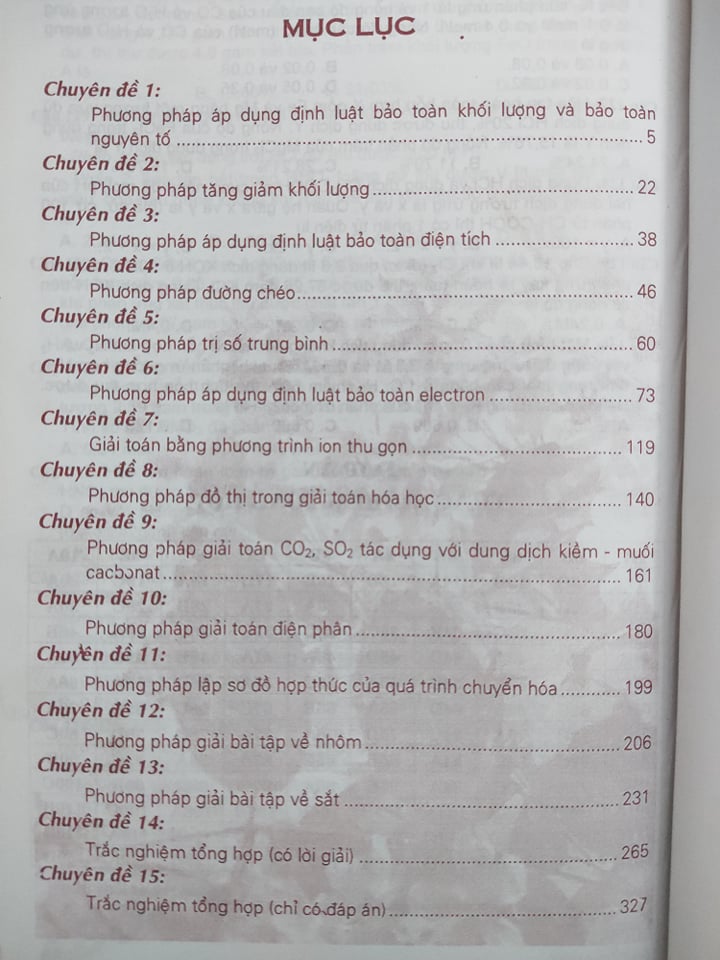 MỤC LỤC
Chuyên đề 1:
Phương pháp áp dụng định luật bảo toàn khối lượng và bảo toàn
nguyên tố ........ 5
Chuyên đề 2:
Phương pháp tăng giảm khối lượng ........ 22
Chuyên đề 3:
Phương pháp áp dụng định luật bảo toàn điện tích ........ 38
Chuyên đề 4:
Phương pháp đường chéo ........ 46
Chuyên đề 5:
Phương pháp trị số trung bình ........ 60
Chuyên đề 6:
Phương pháp áp dụng định luật bảo toàn electron ........ 73
Chuyên đề 7:
Giải toán bằng phương trình ion thu gọn ........ 119
Chuyên đề 8:
Phương pháp đồ thị trong giải toán hóa học ........ 140
Chuyên đề 9:
Phương pháp giải toán CO₂, SO₂ tác dụng với dung dịch kiềm - muối
cacbonat ........ 161
Chuyên đề 10:
Phương pháp giải toán điện phân ........ 180
Chuyên đề 11:
Phương pháp lập sơ đồ hợp thức của quá trình chuyển hóa ........ 199
Chuyên đề 12:
Phương pháp giải bài tập về nhôm ........ 206
Chuyên đề 13:
Phương pháp giải bài tập về sắt ........ 231
Chuyên đề 14:
Trắc nghiệm tổng hợp (có lời giải) ........ 265
Chuyên đề 15:
Trắc nghiệm tổng hợp (chỉ có đáp án) ........ 327